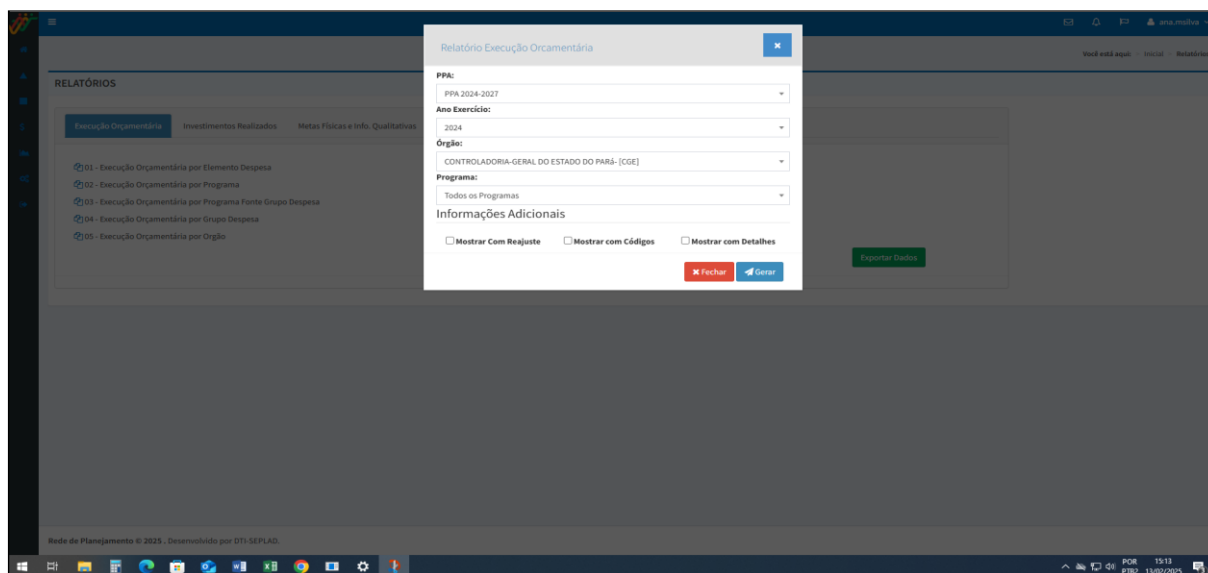 ana.msilva
Você está aqui: Inicial Relatórios
RELATÓRIOS
Execução Orçamentária Investimentos Realizados Metas Físicas e Info. Qualitativas
01 - Execução Orçamentária por Elemento Despesa
02 - Execução Orçamentária por Programa
03 - Execução Orçamentária por Programa Fonte Grupo Despesa
04 - Execução Orçamentária por Grupo Despesa
05 - Execução Orçamentária por Orgão
Exportar Dados
Relatório Execução Orcamentária
PPA:
PPA 2024-2027
Ano Exercício:
2024
Órgão:
CONTROLADORIA-GERAL DO ESTADO DO PARá- [CGE]
Programa:
Todos os Programas
Informações Adicionais
Mostrar Com Reajuste Mostrar com Códigos Mostrar com Detalhes
Fechar Gerar
Rede de Planejamento © 2025 . Desenvolvido por DTI-SEPLAD.
POR 15:13
PTB2 13/02/2025